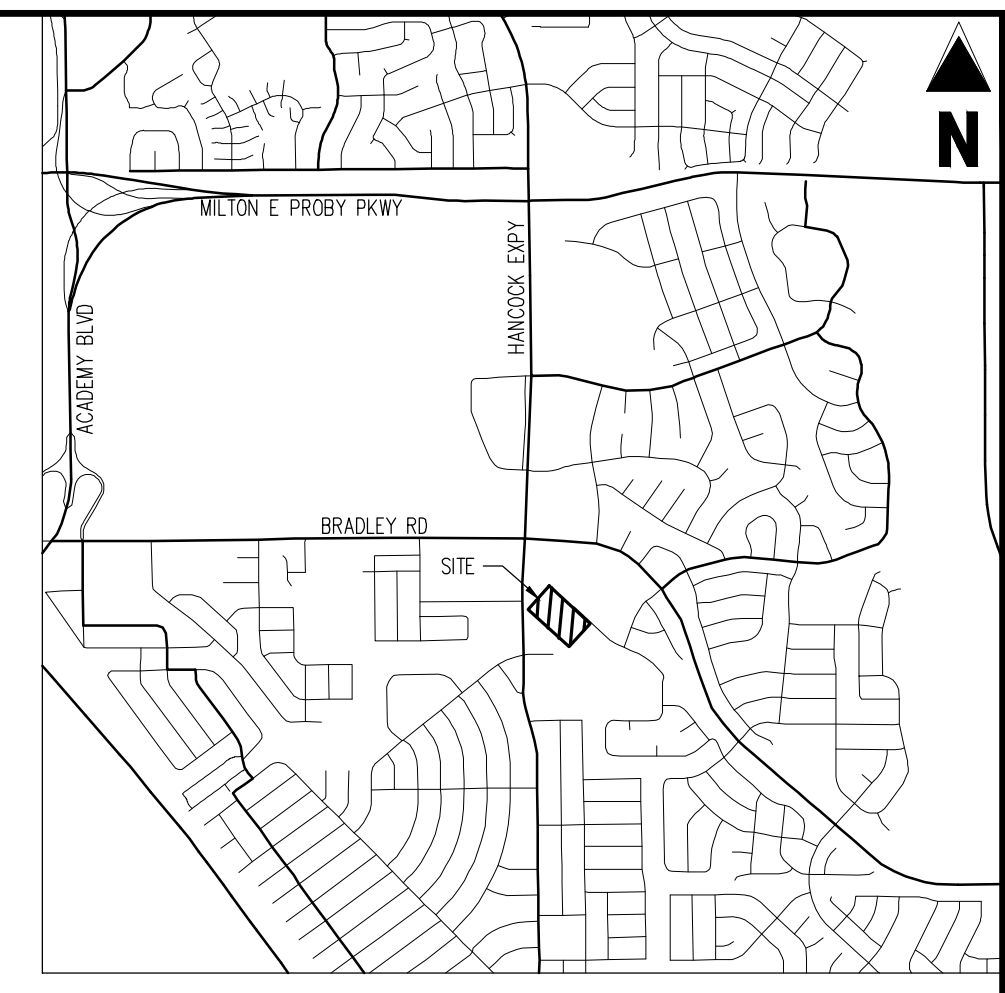 N
MILTON E PROBY PKWY
HANCOCK EXPY
ACADEMY BLVD
BRADLEY RD
SITE